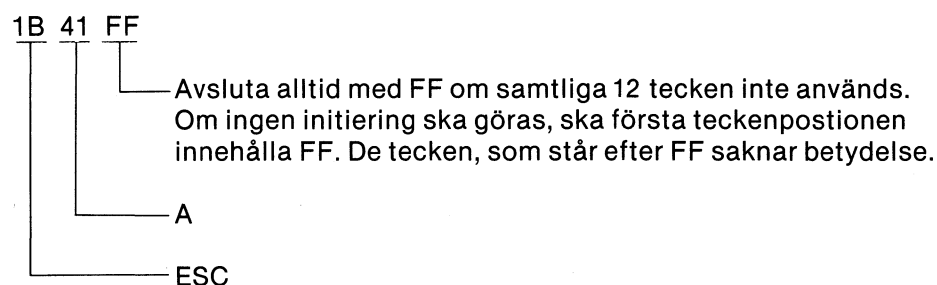 1B 41 FF
Avsluta alltid med FF om samtliga 12 tecken inte används.
Om ingen initiering ska göras, ska första teckenpostionen
innehålla FF. De tecken, som står efter FF saknar betydelse.
A
ESC